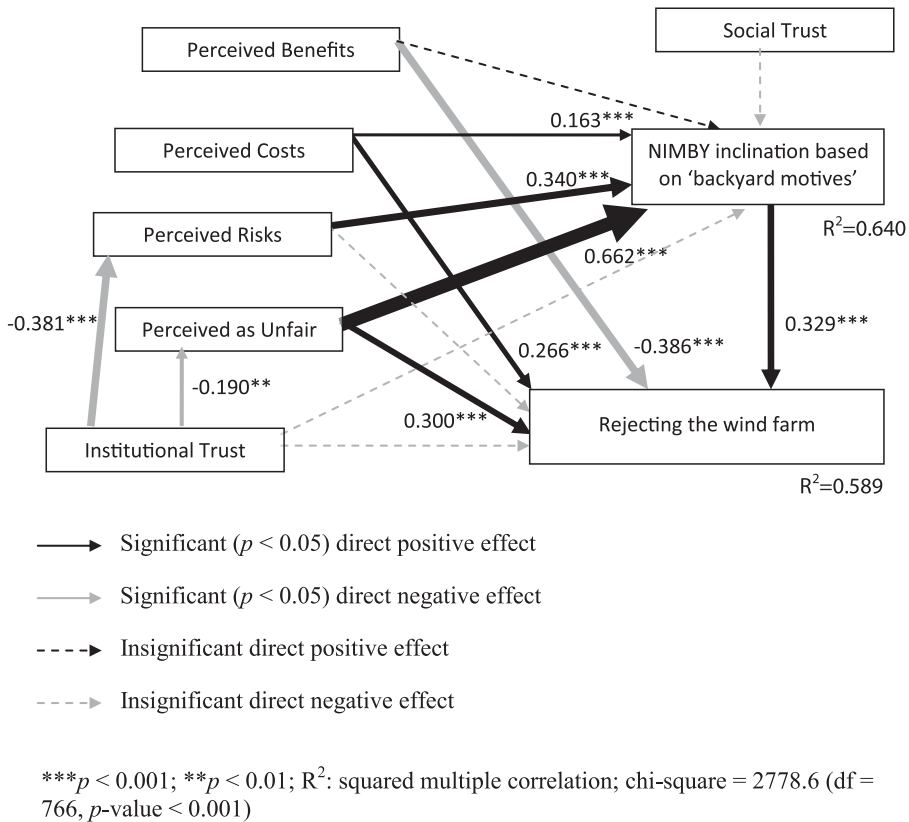 Social Trust
Perceived Benefits
0.163***
Perceived Costs
NIMBY inclination based
on ‘backyard motives’
0.340***
Perceived Risks
R²=0.640
0.662***
-0.381***
Perceived as Unfair
0.329***
0.266***
-0.386***
-0.190**
0.300***
Rejecting the wind farm
Institutional Trust
R²=0.589
Significant (p < 0.05) direct positive effect
Significant (p < 0.05) direct negative effect
Insignificant direct positive effect
Insignificant direct negative effect
***p < 0.001; **p < 0.01; R²: squared multiple correlation; chi-square = 2778.6 (df =
766, p-value < 0.001)